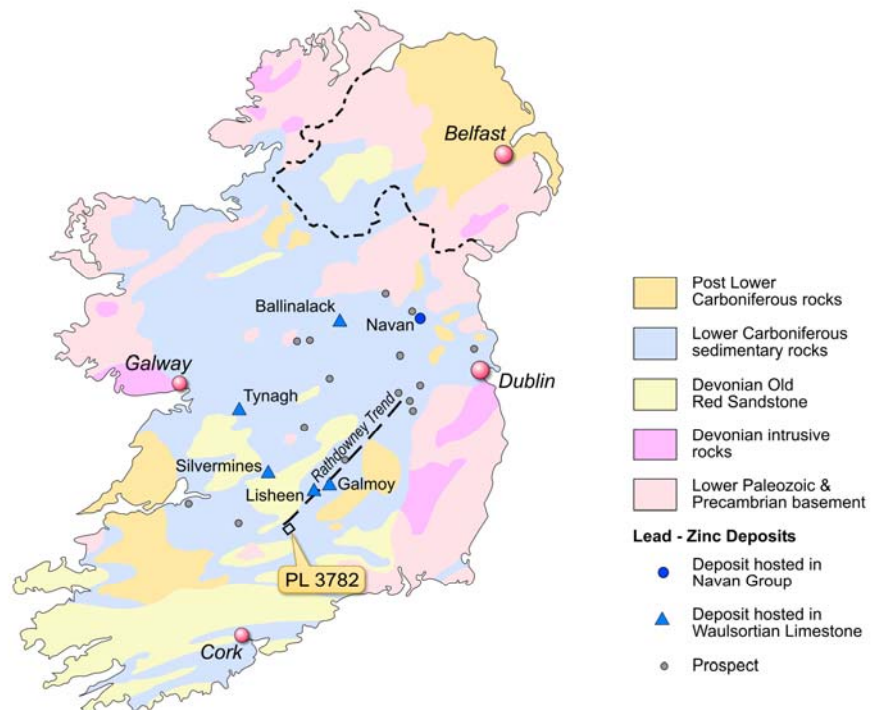 Belfast
Ballinalack
Navan
Galway
Dublin
Tynagh
Rathdowney Trend
Silvermines
Lisheen
Galmoy
PL 3782
Cork
Post Lower
Carboniferous rocks
Lower Carboniferous
sedimentary rocks
Devonian Old
Red Sandstone
Devonian intrusive
rocks
Lower Paleozoic &
Precambrian basement
Lead - Zinc Deposits
Deposit hosted in
Navan Group
Deposit hosted in
Waulsortian Limestone
Prospect